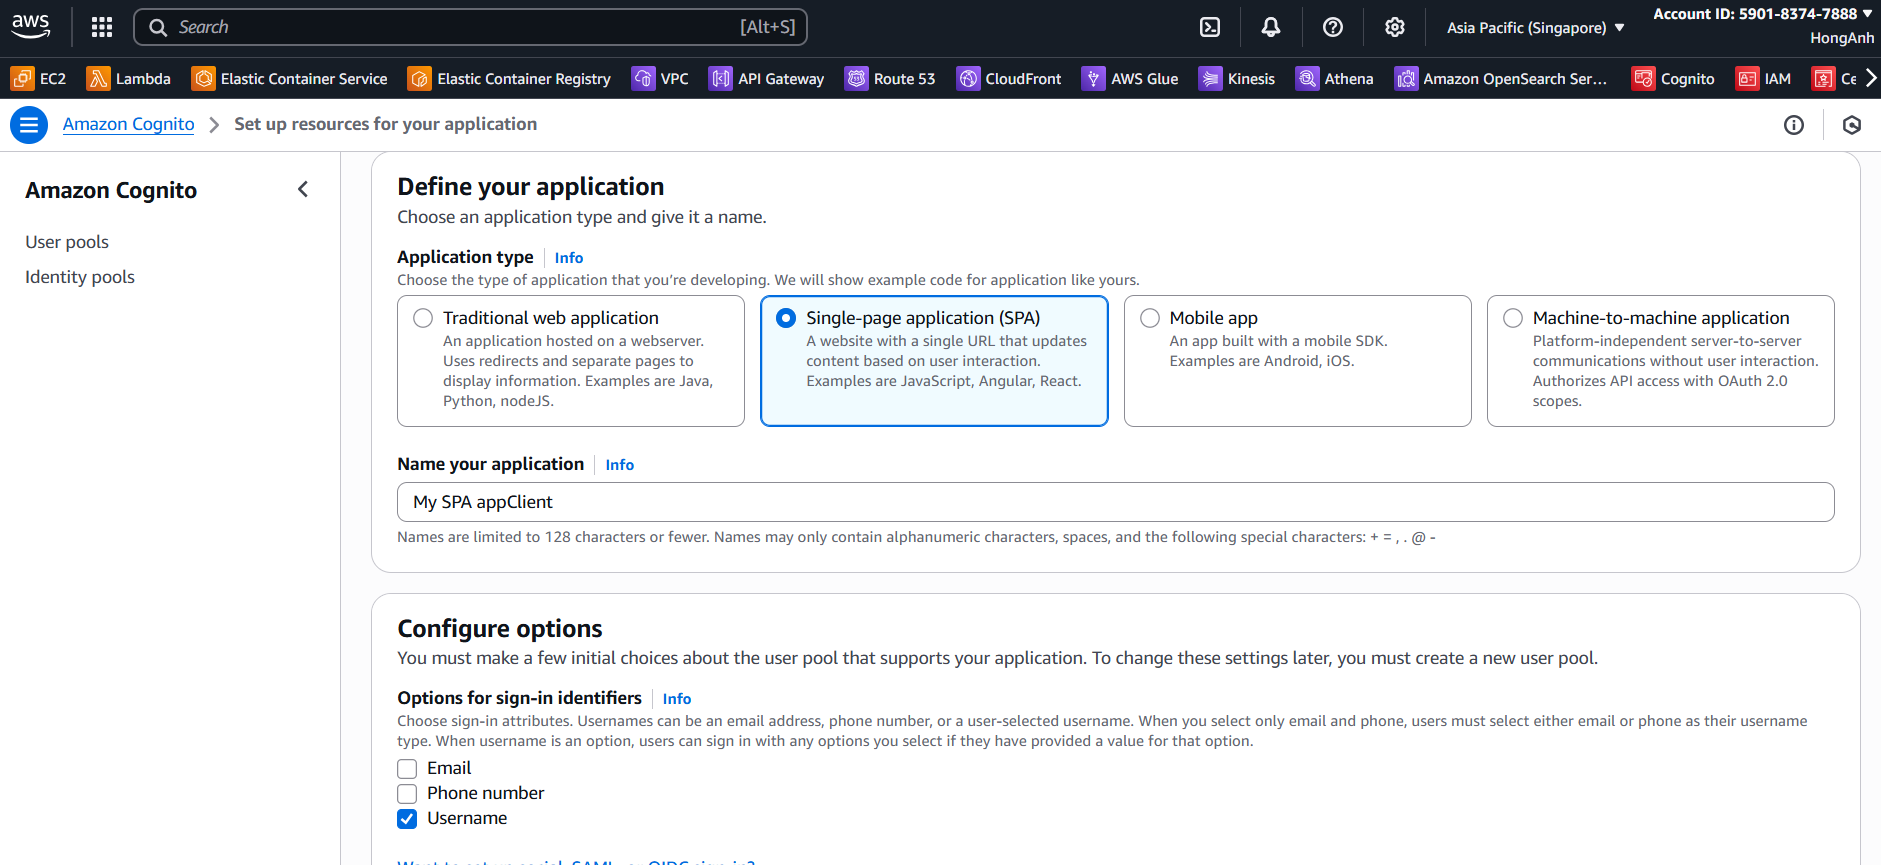 aws
Search [Alt+S]
Asia Pacific (Singapore)
Account ID: 5901-8374-7888
HongAnh
EC2 Lambda Elastic Container Service Elastic Container Registry VPC API Gateway Route 53 CloudFront AWS Glue Kinesis Athena Amazon OpenSearch Ser... Cognito IAM Ce
Amazon Cognito Set up resources for your application
Amazon Cognito
User pools
Identity pools
Define your application
Choose an application type and give it a name.
Application type Info
Choose the type of application that you're developing. We will show example code for application like yours.
Traditional web application
An application hosted on a webserver.
Uses redirects and separate pages to
display information. Examples are Java,
Python, nodeJS.
Single-page application (SPA)
A website with a single URL that updates
content based on user interaction.
Examples are JavaScript, Angular, React.
Mobile app
An app built with a mobile SDK.
Examples are Android, iOS.
Machine-to-machine application
Platform-independent server-to-server
communications without user interaction.
Authorizes API access with OAuth 2.0
scopes.
Name your application Info
My SPA appClient
Names are limited to 128 characters or fewer. Names may only contain alphanumeric characters, spaces, and the following special characters: + = , . @ -
Configure options
You must make a few initial choices about the user pool that supports your application. To change these settings later, you must create a new user pool.
Options for sign-in identifiers Info
Choose sign-in attributes. Usernames can be an email address, phone number, or a user-selected username. When you select only email and phone, users must select either email or phone as their username
type. When username is an option, users can sign in with any options you select if they have provided a value for that option.
Email
Phone number
Username